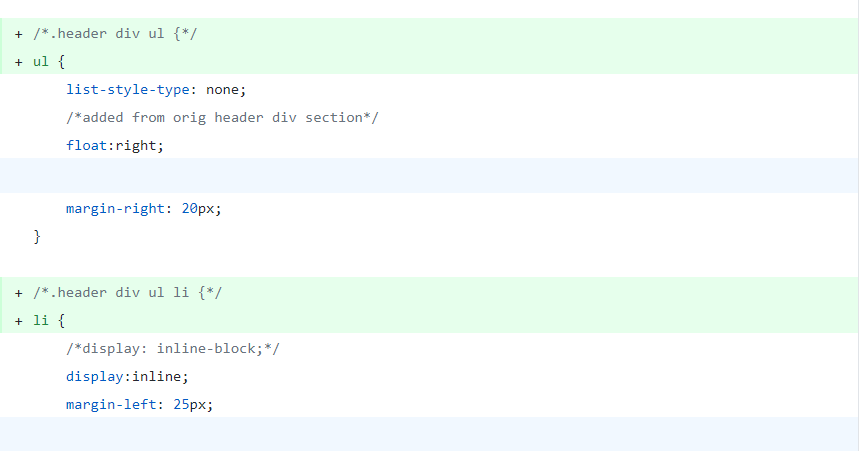 + /*.header div ul {*/
+ ul {
list-style-type: none;
/*added from orig header div section*/
float:right;
margin-right: 20px;
}
+ /*.header div ul li {*/
+ li {
/*display: inline-block;*/
display:inline;
margin-left: 25px;